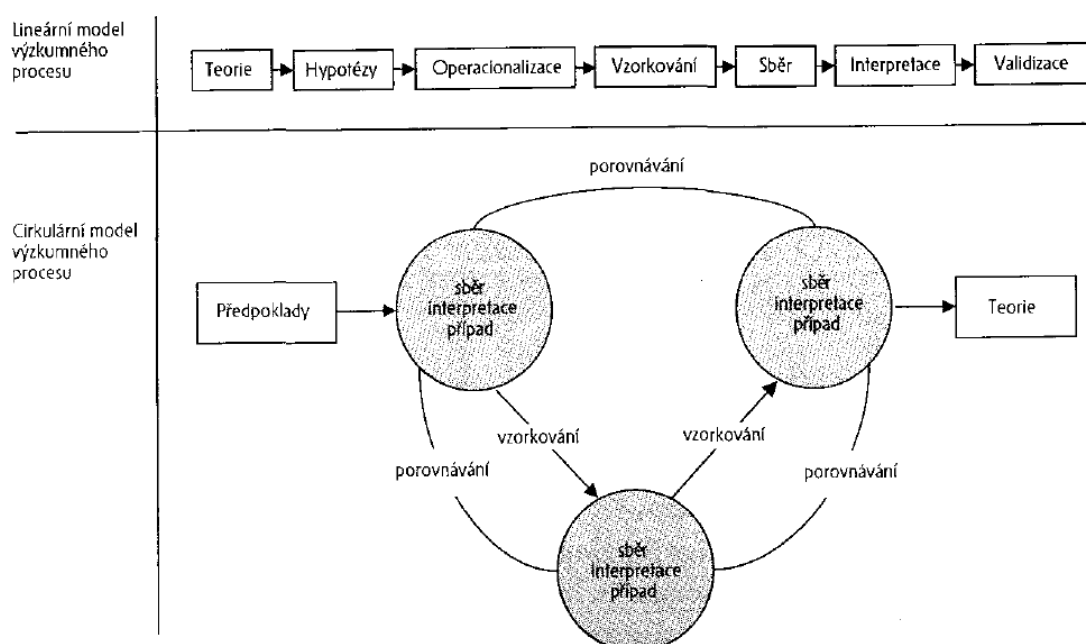 Lineární model
výzkumného
procesu
Teorie
Hypotézy
Operacionalizace
Vzorkování
Sběr
Interpretace
Validizace
porovnávání
Cirkulární model
výzkumného
procesu
Předpoklady
sběr
interpretace
případ
sběr
interpretace
případ
Teorie
vzorkování
vzorkování
porovnávání
porovnávání
sběr
interpretace
případ